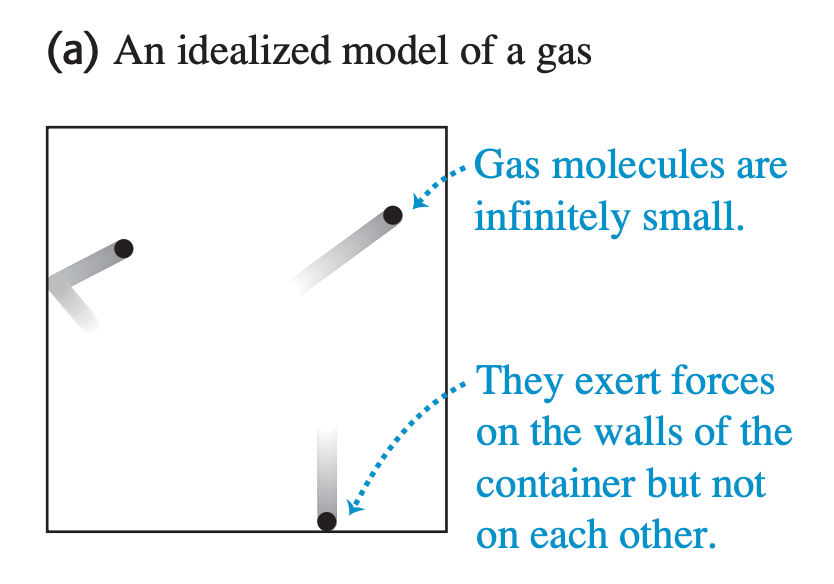 (a) An idealized model of a gas
Gas molecules are
infinitely small.
They exert forces
on the walls of the
container but not
on each other.